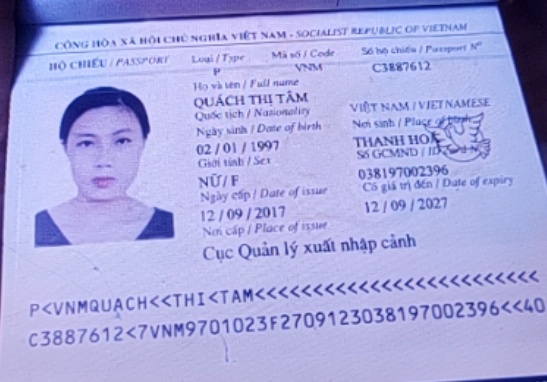 CỘNG HÒA XÃ HỘI CHỦ NGHĨA VIỆT NAM - SOCIALIST REPUBLIC OF VIETNAM
HỘ CHIẾU / PASSPORT Loại / Type Mã số / Code Số hộ chiếu / Passport Nº
P VNM C3887612
Họ và tên / Full name
QUÁCH THỊ TÂM
Quốc tịch / Nationality VIỆT NAM / VIETNAMESE
Ngày sinh / Date of birth Nơi sinh / Place of birth
02 / 01 / 1997 THANH HOÁ
Giới tính / Sex Số GCMND / ID
NỮ / F 038197002396
Ngày cấp / Date of issue Có giá trị đến / Date of expiry
12 / 09 / 2017 12 / 09 / 2027
Nơi cấp / Place of issue
Cục Quản lý xuất nhập cảnh
P<VNMQUACH<<THI<TAM<<<<<<<<<<<<<<<<<<<<<<<<<
C3887612<7VNM9701023F2709123038197002396<<40